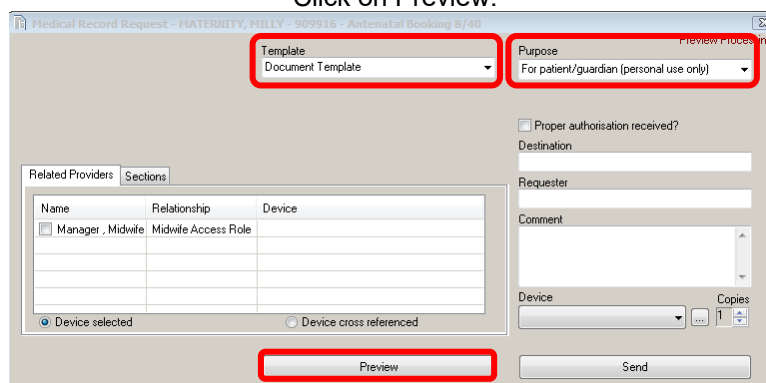 Click on Preview.
Medical Record Request - MATERNITY, MILLY - 909916 - Antenatal Booking 8/40
Template
Document Template
Purpose
For patient/guardian (personal use only)
Proper authorisation received?
Destination
Related Providers Sections
Requester
Name Relationship Device
Manager , Midwife Midwife Access Role
Comment
Device Copies
... 1
Device selected Device cross referenced
Preview Send